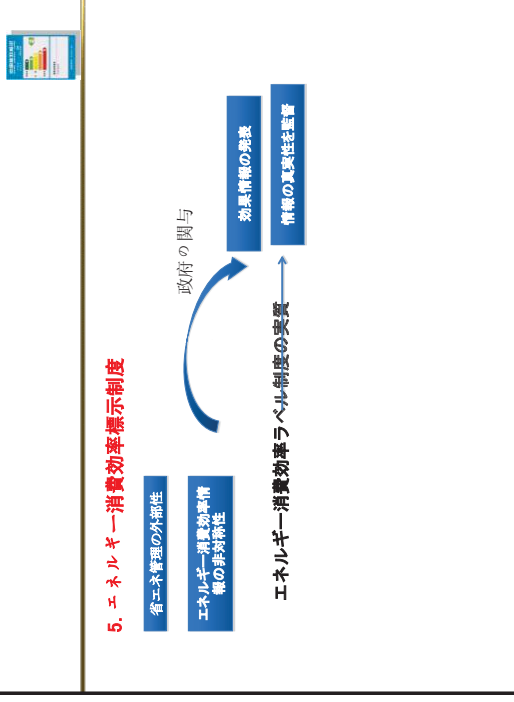 5. エネルギー消費効率標示制度
省エネ管理の外部性
エネルギー消費効率情
報の非対称性
政府の関与
効果情報の発表
情報の真実性を監督
エネルギー消費効率ラベル制度の実質